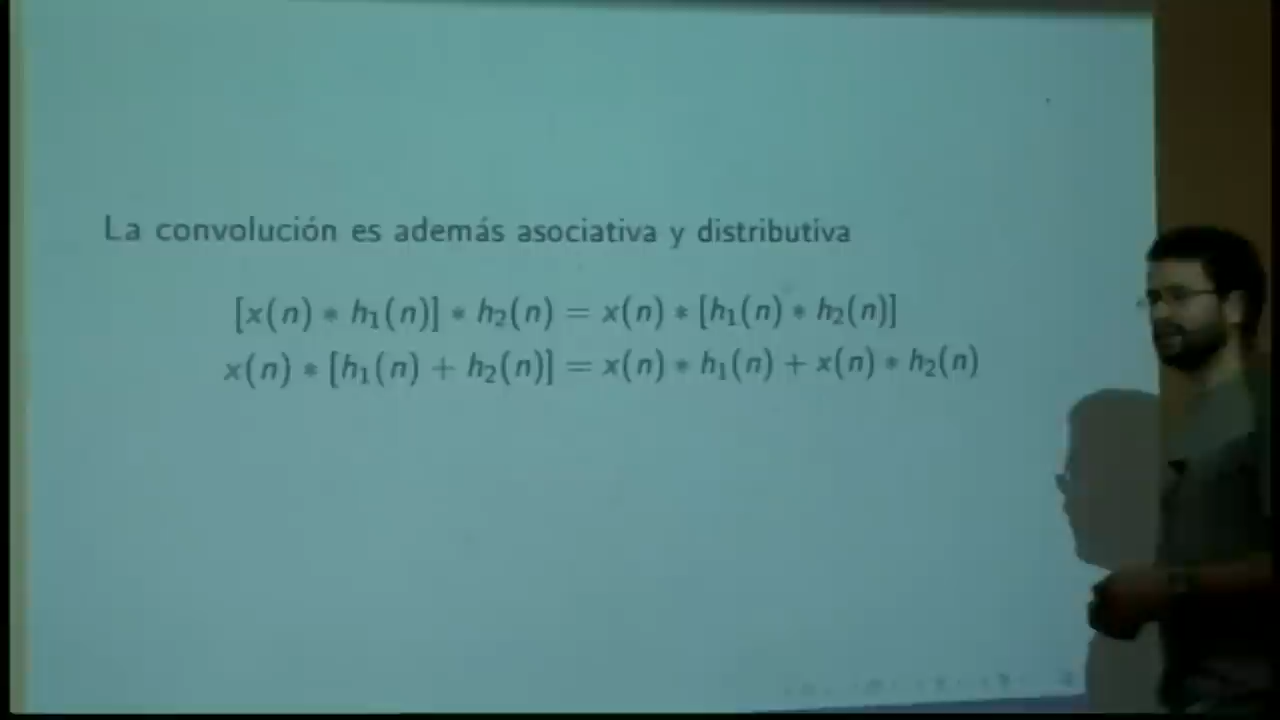 La convolución es además asociativa y distributiva
[x(n) * h₁(n)] * h₂(n) = x(n) * [h₁(n) * h₂(n)]
x(n) * [h₁(n) + h₂(n)] = x(n) * h₁(n) + x(n) * h₂(n)